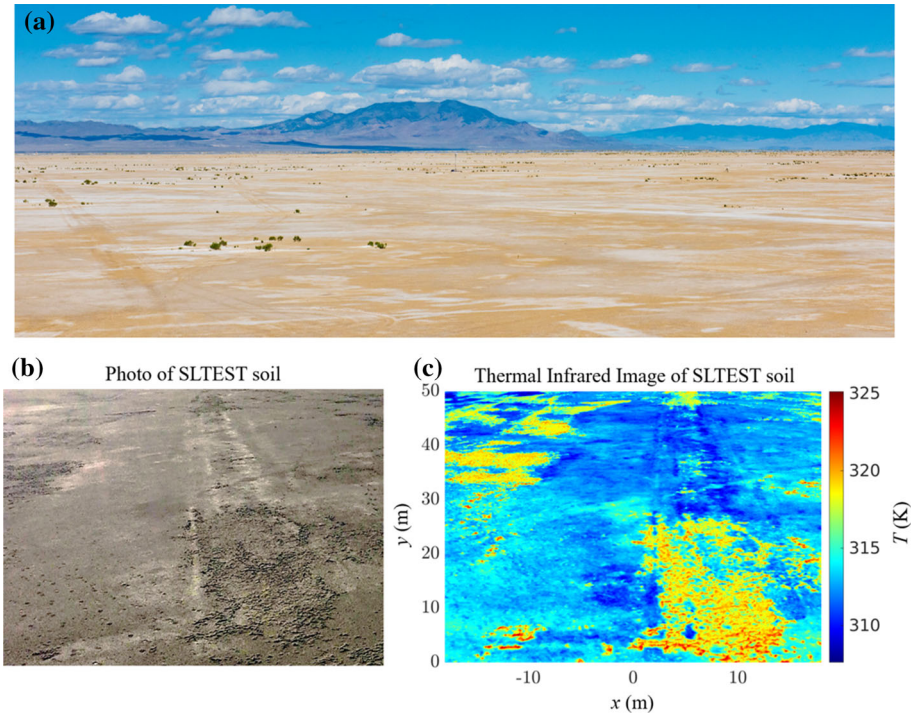 (a)
(b)
Photo of SLTEST soil
(c)
Thermal Infrared Image of SLTEST soil
50
40
30
20
10
0
y (m)
-10
0
10
x (m)
325
320
315
310
T (K)